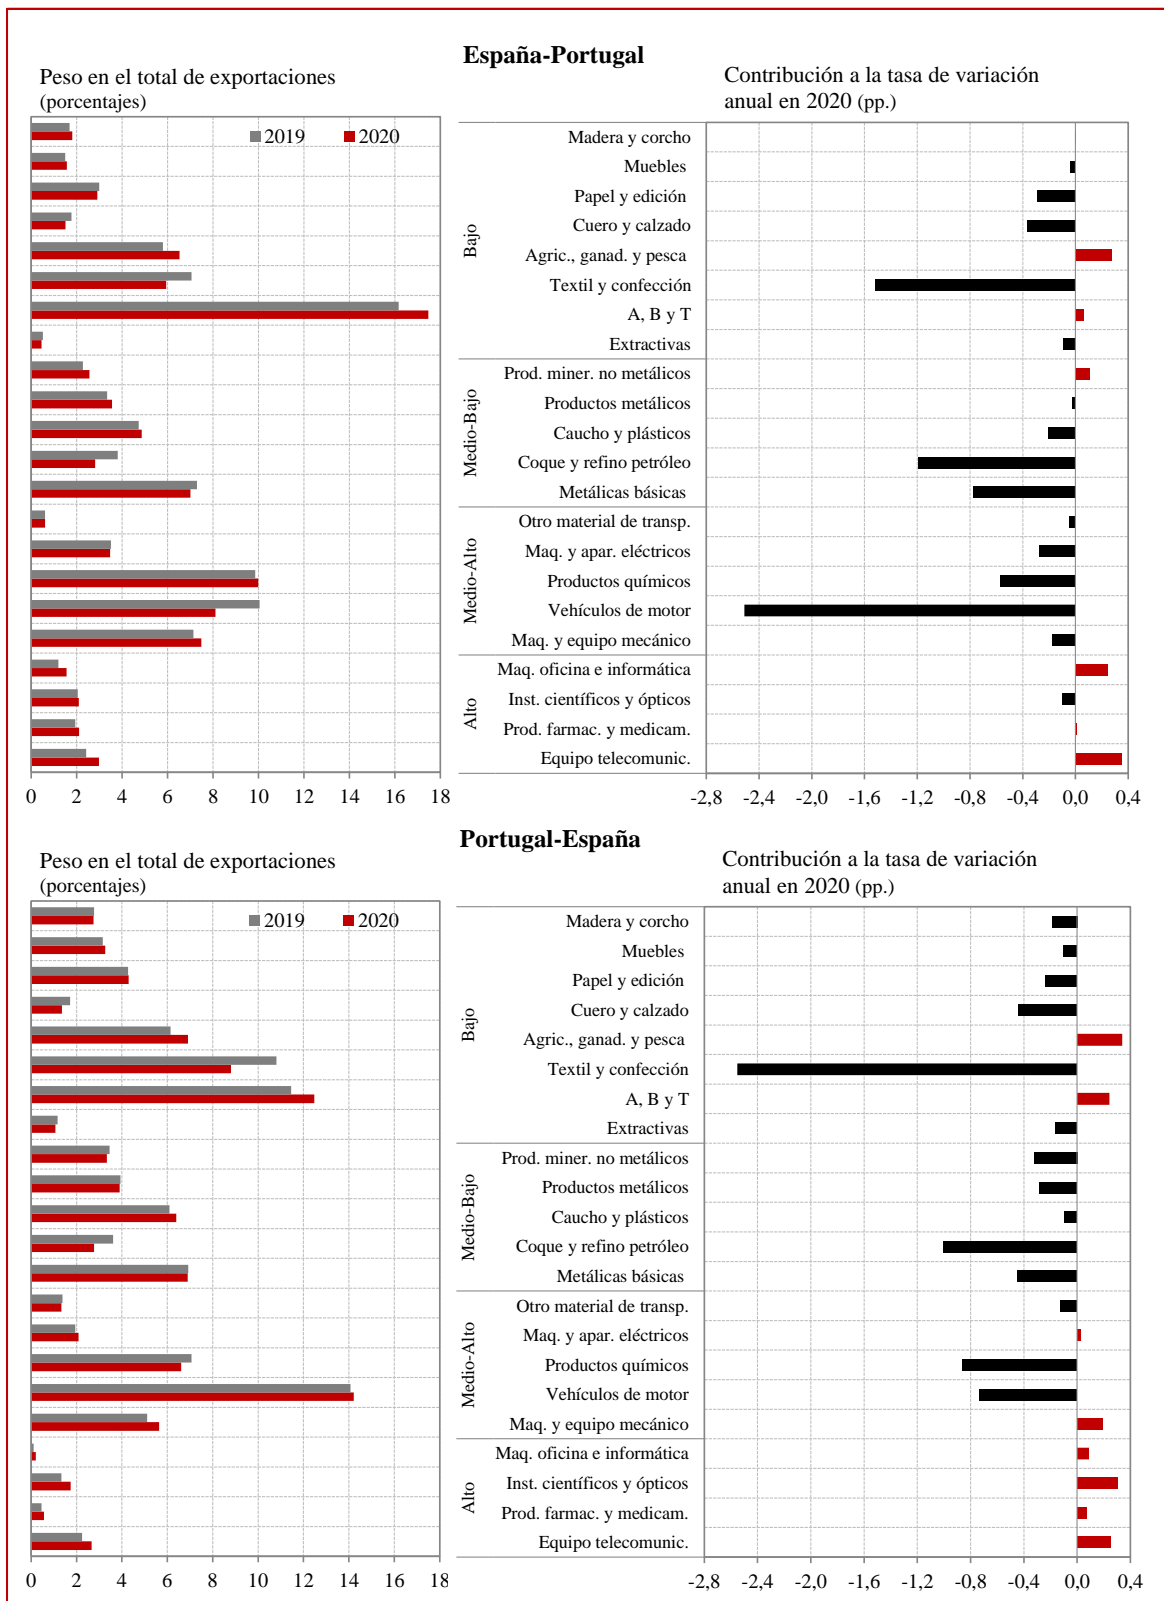 España-Portugal
Peso en el total de exportaciones
(porcentajes)
Contribución a la tasa de variación
anual en 2020 (pp.)
2019 2020
Bajo
Madera y corcho
Muebles
Papel y edición
Cuero y calzado
Agric., ganad. y pesca
Textil y confección
A, B y T
Extractivas
Medio-Bajo
Prod. miner. no metálicos
Productos metálicos
Caucho y plásticos
Coque y refino petróleo
Metálicas básicas
Medio-Alto
Otro material de transp.
Maq. y apar. eléctricos
Productos químicos
Vehículos de motor
Maq. y equipo mecánico
Alto
Maq. oficina e informática
Inst. científicos y ópticos
Prod. farmac. y medicam.
Equipo telecomunic.
0 2 4 6 8 10 12 14 16 18
-2,8 -2,4 -2,0 -1,6 -1,2 -0,8 -0,4 0,0 0,4
Portugal-España
Peso en el total de exportaciones
(porcentajes)
Contribución a la tasa de variación
anual en 2020 (pp.)
2019 2020
Bajo
Madera y corcho
Muebles
Papel y edición
Cuero y calzado
Agric., ganad. y pesca
Textil y confección
A, B y T
Extractivas
Medio-Bajo
Prod. miner. no metálicos
Productos metálicos
Caucho y plásticos
Coque y refino petróleo
Metálicas básicas
Medio-Alto
Otro material de transp.
Maq. y apar. eléctricos
Productos químicos
Vehículos de motor
Maq. y equipo mecánico
Alto
Maq. oficina e informática
Inst. científicos y ópticos
Prod. farmac. y medicam.
Equipo telecomunic.
0 2 4 6 8 10 12 14 16 18
-2,8 -2,4 -2,0 -1,6 -1,2 -0,8 -0,4 0,0 0,4